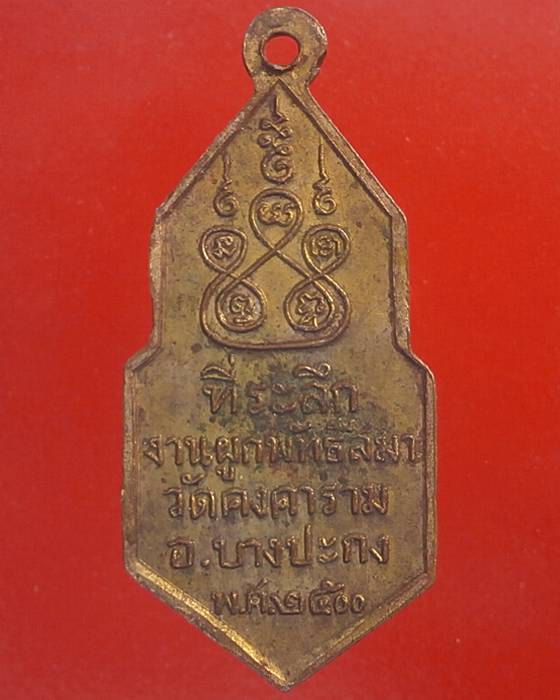 ที่ระลึก
งานผูกพัทธสีมา
วัดคงคาราม
อ.บางปะกง
พ.ศ.๒๕๐๐